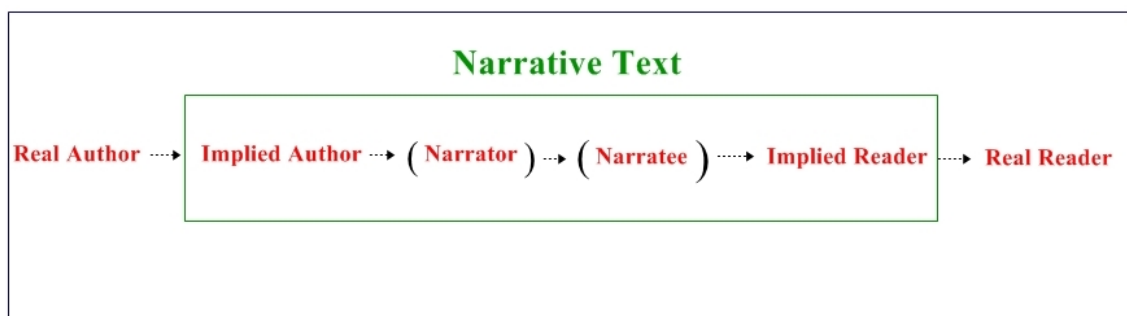 Narrative Text
Real Author Implied Author (Narrator) (Narratee) Implied Reader Real Reader